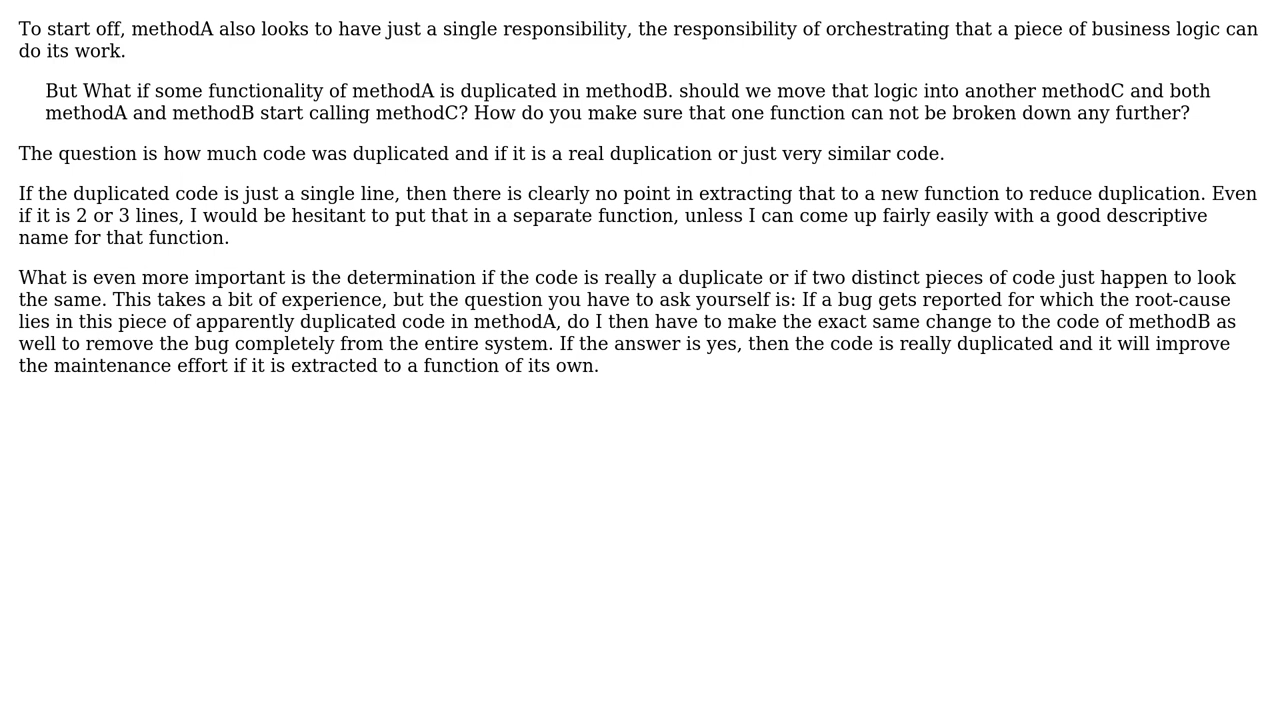 To start off, methodA also looks to have just a single responsibility, the responsibility of orchestrating that a piece of business logic can
do its work.
But What if some functionality of methodA is duplicated in methodB. should we move that logic into another methodC and both
methodA and methodB start calling methodC? How do you make sure that one function can not be broken down any further?
The question is how much code was duplicated and if it is a real duplication or just very similar code.
If the duplicated code is just a single line, then there is clearly no point in extracting that to a new function to reduce duplication. Even
if it is 2 or 3 lines, I would be hesitant to put that in a separate function, unless I can come up fairly easily with a good descriptive
name for that function.
What is even more important is the determination if the code is really a duplicate or if two distinct pieces of code just happen to look
the same. This takes a bit of experience, but the question you have to ask yourself is: If a bug gets reported for which the root-cause
lies in this piece of apparently duplicated code in methodA, do I then have to make the exact same change to the code of methodB as
well to remove the bug completely from the entire system. If the answer is yes, then the code is really duplicated and it will improve
the maintenance effort if it is extracted to a function of its own.